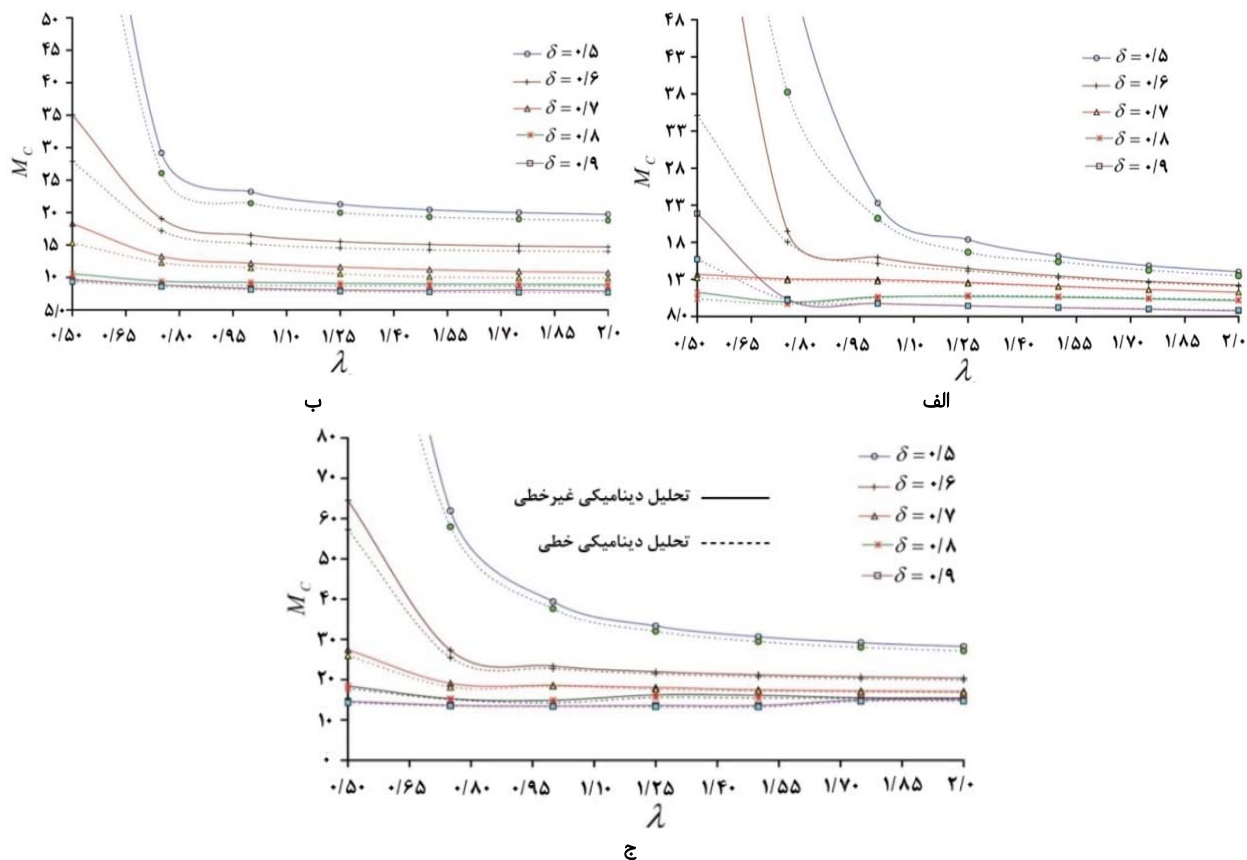 ۵۰
۴۵
۴۰
۳۵
۳۰
۲۵
۲۰
۱۵
۱۰
۵/۰
M_C
۰/۵۰ ۰/۶۵ ۰/۸۰ ۰/۹۵ ۱/۱۰ ۱/۲۵ ۱/۴۰ ۱/۵۵ ۱/۷۰ ۱/۸۵ ۲/۰
λ
δ = ۰/۵
δ = ۰/۶
δ = ۰/۷
δ = ۰/۸
δ = ۰/۹
ب
۴۸
۴۳
۳۸
۳۳
۲۸
۲۳
۱۸
۱۳
۸/۰
M_C
۰/۵۰ ۰/۶۵ ۰/۸۰ ۰/۹۵ ۱/۱۰ ۱/۲۵ ۱/۴۰ ۱/۵۵ ۱/۷۰ ۱/۸۵ ۲/۰
λ
δ = ۰/۵
δ = ۰/۶
δ = ۰/۷
δ = ۰/۸
δ = ۰/۹
الف
۸۰
۷۰
۶۰
۵۰
۴۰
۳۰
۲۰
۱۰
۰
M_C
۰/۵۰ ۰/۶۵ ۰/۸۰ ۰/۹۵ ۱/۱۰ ۱/۲۵ ۱/۴۰ ۱/۵۵ ۱/۷۰ ۱/۸۵ ۲/۰
λ
تحلیل دینامیکی غیرخطی
تحلیل دینامیکی خطی
δ = ۰/۵
δ = ۰/۶
δ = ۰/۷
δ = ۰/۸
δ = ۰/۹
ج